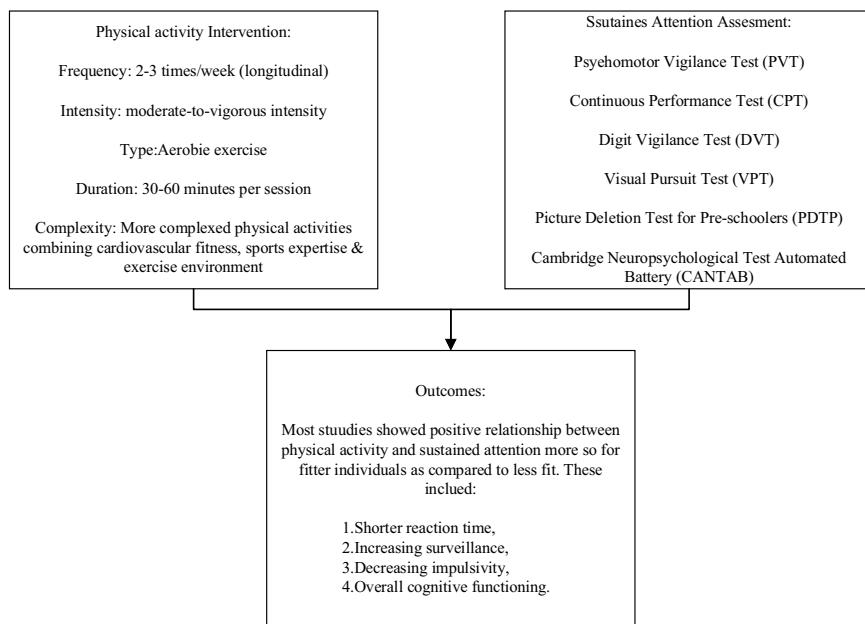 Physical activity Intervention:
Frequency: 2-3 times/week (longitudinal)
Intensity: moderate-to-vigorous intensity
Type:Aerobie exercise
Duration: 30-60 minutes per session
Complexity: More complexed physical activities
combining cardiovascular fitness, sports expertise &
exercise environment
Ssutaines Attention Assesment:
Psyehomotor Vigilance Test (PVT)
Continuous Performance Test (CPT)
Digit Vigilance Test (DVT)
Visual Pursuit Test (VPT)
Picture Deletion Test for Pre-schoolers (PDTP)
Cambridge Neuropsychological Test Automated
Battery (CANTAB)
Outcomes:
Most stuudies showed positive relationship between
physical activity and sustained attention more so for
fitter individuals as compared to less fit. These
inclued:
1.Shorter reaction time,
2.Increasing surveillance,
3.Decreasing impulsivity,
4.Overall cognitive functioning.